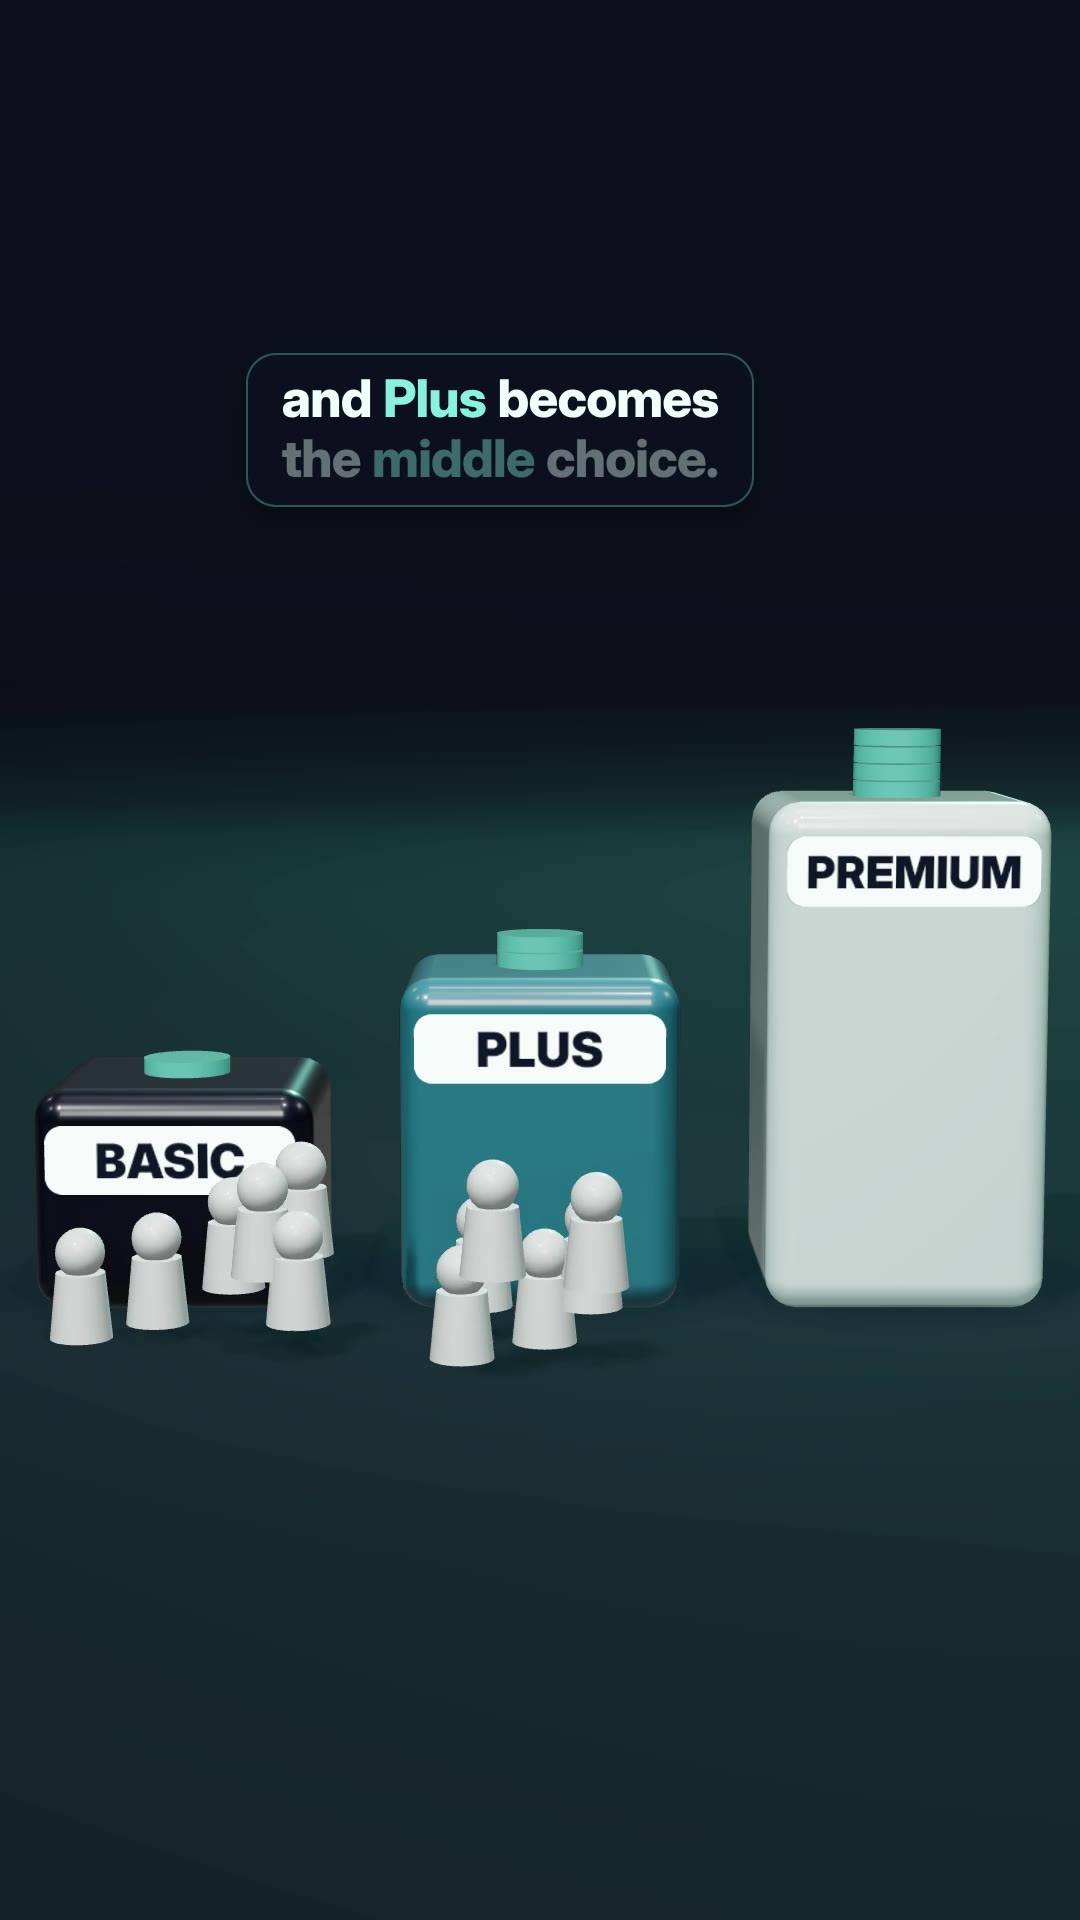 and Plus becomes
the middle choice.
PREMIUM
PLUS
BASIC